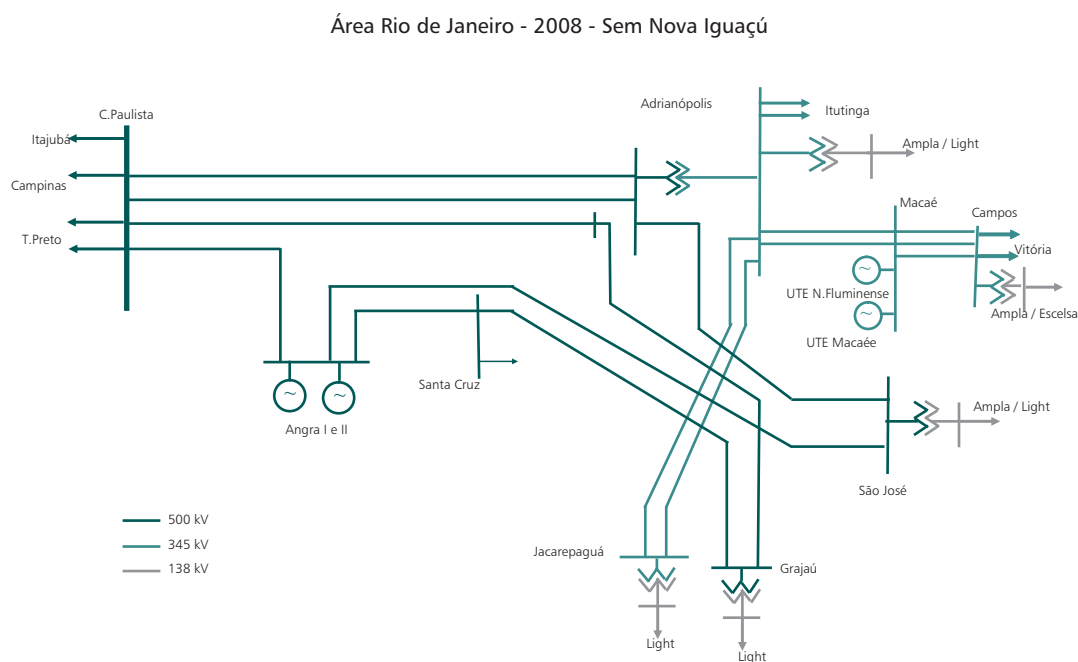 Área Rio de Janeiro - 2008 - Sem Nova Iguaçú
C.Paulista
Itajubá
Campinas
T.Preto
Adrianópolis
Itutinga
Ampla / Light
Macaé
Campos
Vitória
UTE N.Fluminense
Ampla / Escelsa
UTE Macaée
Santa Cruz
~
~
~
~
Angra I e II
Ampla / Light
São José
500 kV
345 kV
138 kV
Jacarepaguá
Grajaú
Light
Light